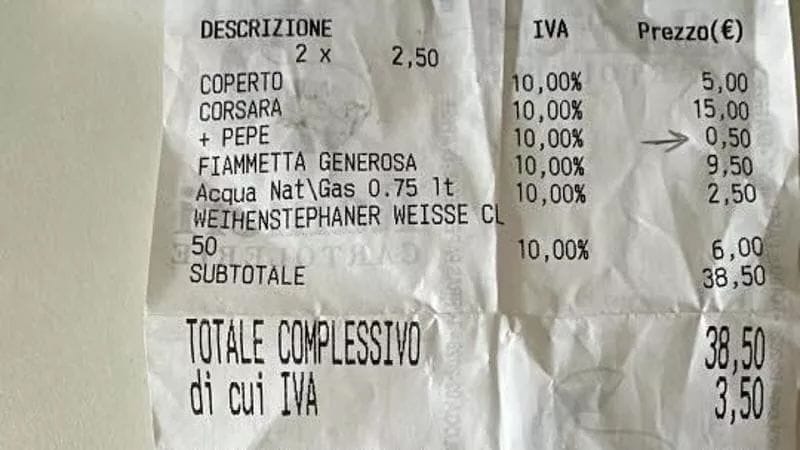 DESCRIZIONE IVA Prezzo(€)
2 x 2,50
COPERTO 10,00% 5,00
CORSARA 10,00% 15,00
+ PEPE 10,00% 0,50
FIAMMETTA GENEROSA 10,00% 9,50
Acqua Nat\Gas 0.75 lt 10,00% 2,50
WEIHENSTEPHANER WEISSE CL
50 10,00% 6,00
SUBTOTALE 38,50
TOTALE COMPLESSIVO 38,50
di cui IVA 3,50